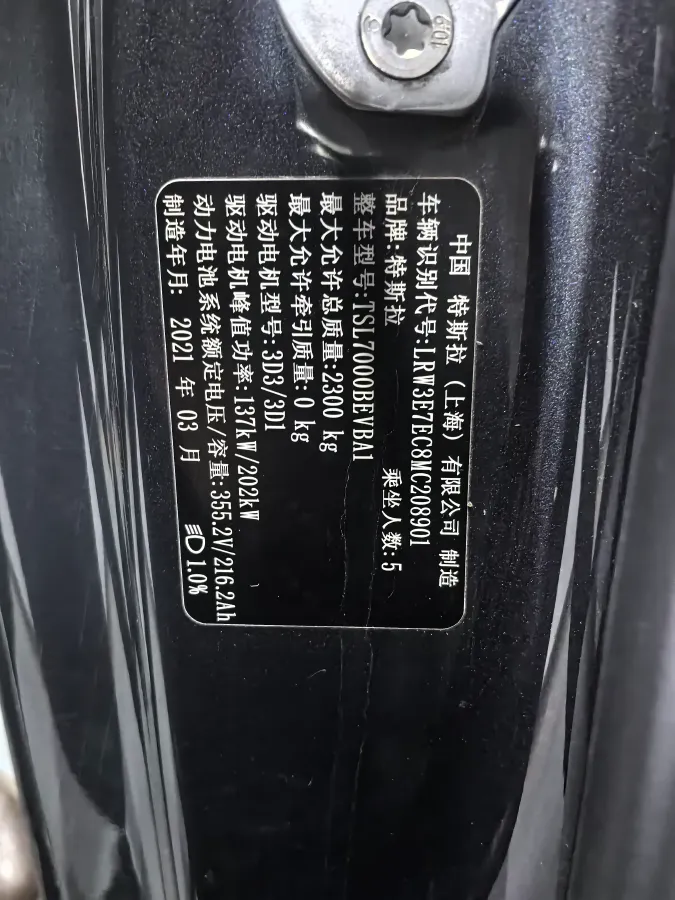 中国 特斯拉（上海）有限公司 制造
车辆识别代号:LRW3E7EC8MC208901
品牌:特斯拉 乘坐人数:5
整车型号:TSL7000BEVBA1
最大允许总质量:2300 kg
最大允许牵引质量: 0 kg
驱动电机型号:3D3/3D1
驱动电机峰值功率:137kW/202kW
动力电池系统额定电压/容量:355.2V/216.2Ah
制造年月: 2021 年 03 月 1.0%
10.9